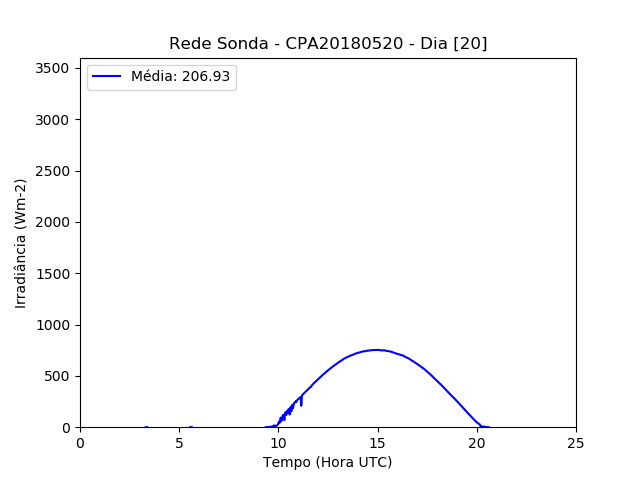 Rede Sonda - CPA20180520 - Dia [20]
Média: 206.93
Irradiância (Wm-2)
3500
3000
2500
2000
1500
1000
500
0
0 5 10 15 20 25
Tempo (Hora UTC)